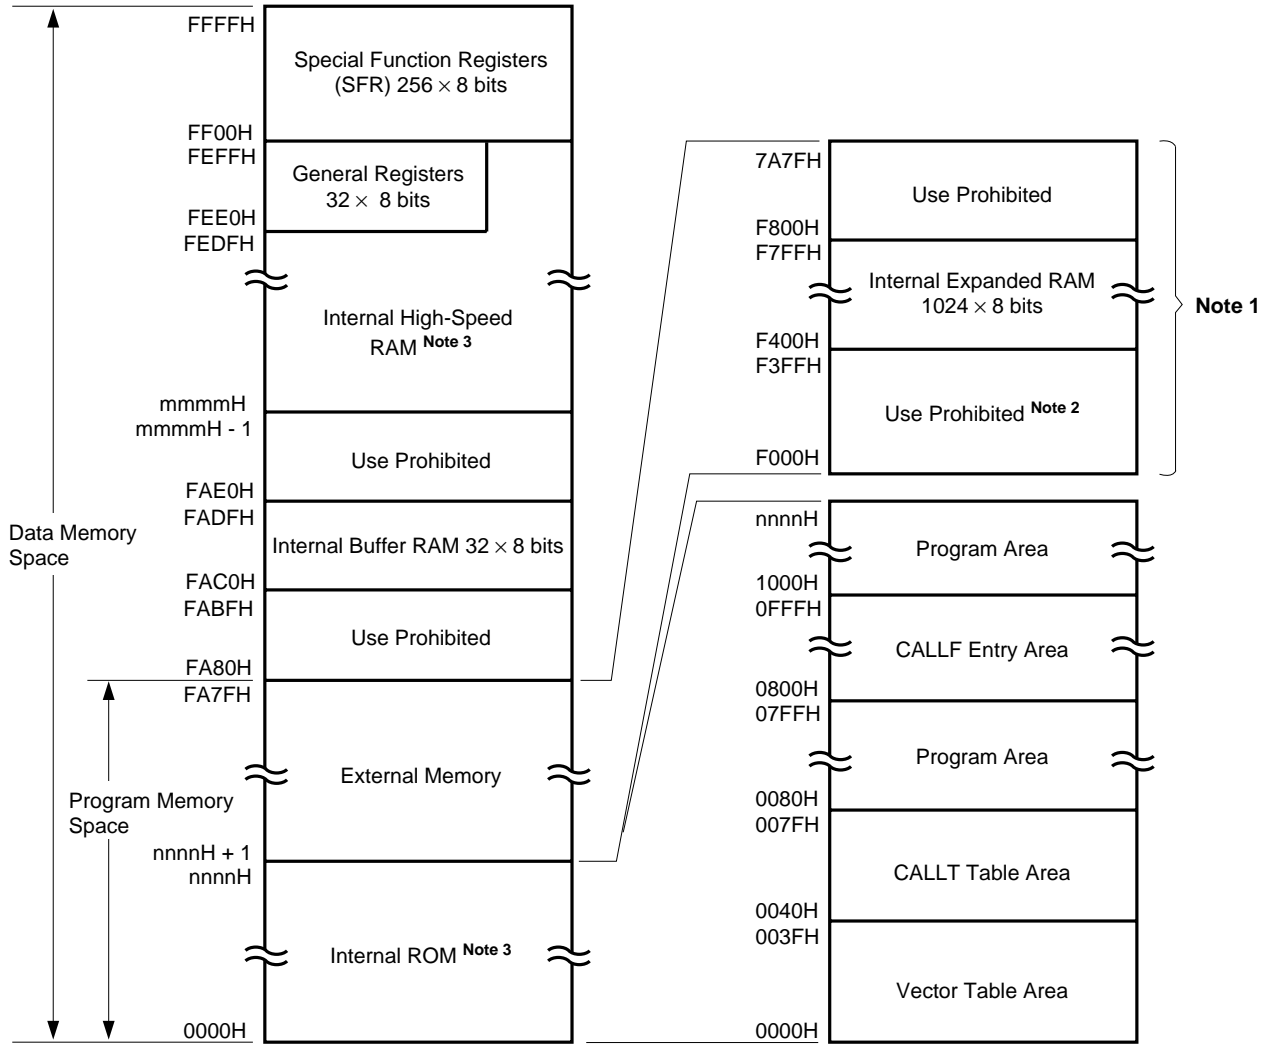 FFFFH
Special Function Registers
(SFR) 256 × 8 bits
FF00H
FEFFH
General Registers
32 × 8 bits
FEE0H
FEDFH
Internal High-Speed
RAM Note 3
mmmmH
mmmmH - 1
Use Prohibited
FAE0H
FADFH
Data Memory
Space
Internal Buffer RAM 32 × 8 bits
FAC0H
FABFH
Use Prohibited
FA80H
FA7FH
External Memory
Program Memory
Space
nnnnH + 1
nnnnH
Internal ROM Note 3
0000H
7A7FH
Use Prohibited
F800H
F7FFH
Internal Expanded RAM
1024 × 8 bits
Note 1
F400H
F3FFH
Use Prohibited Note 2
F000H
nnnnH
Program Area
1000H
0FFFH
CALLF Entry Area
0800H
07FFH
Program Area
0080H
007FH
CALLT Table Area
0040H
003FH
Vector Table Area
0000H